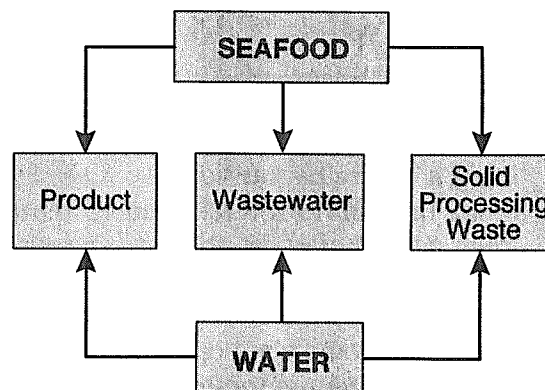 SEAFOOD
Product
Wastewater
Solid
Processing
Waste
WATER